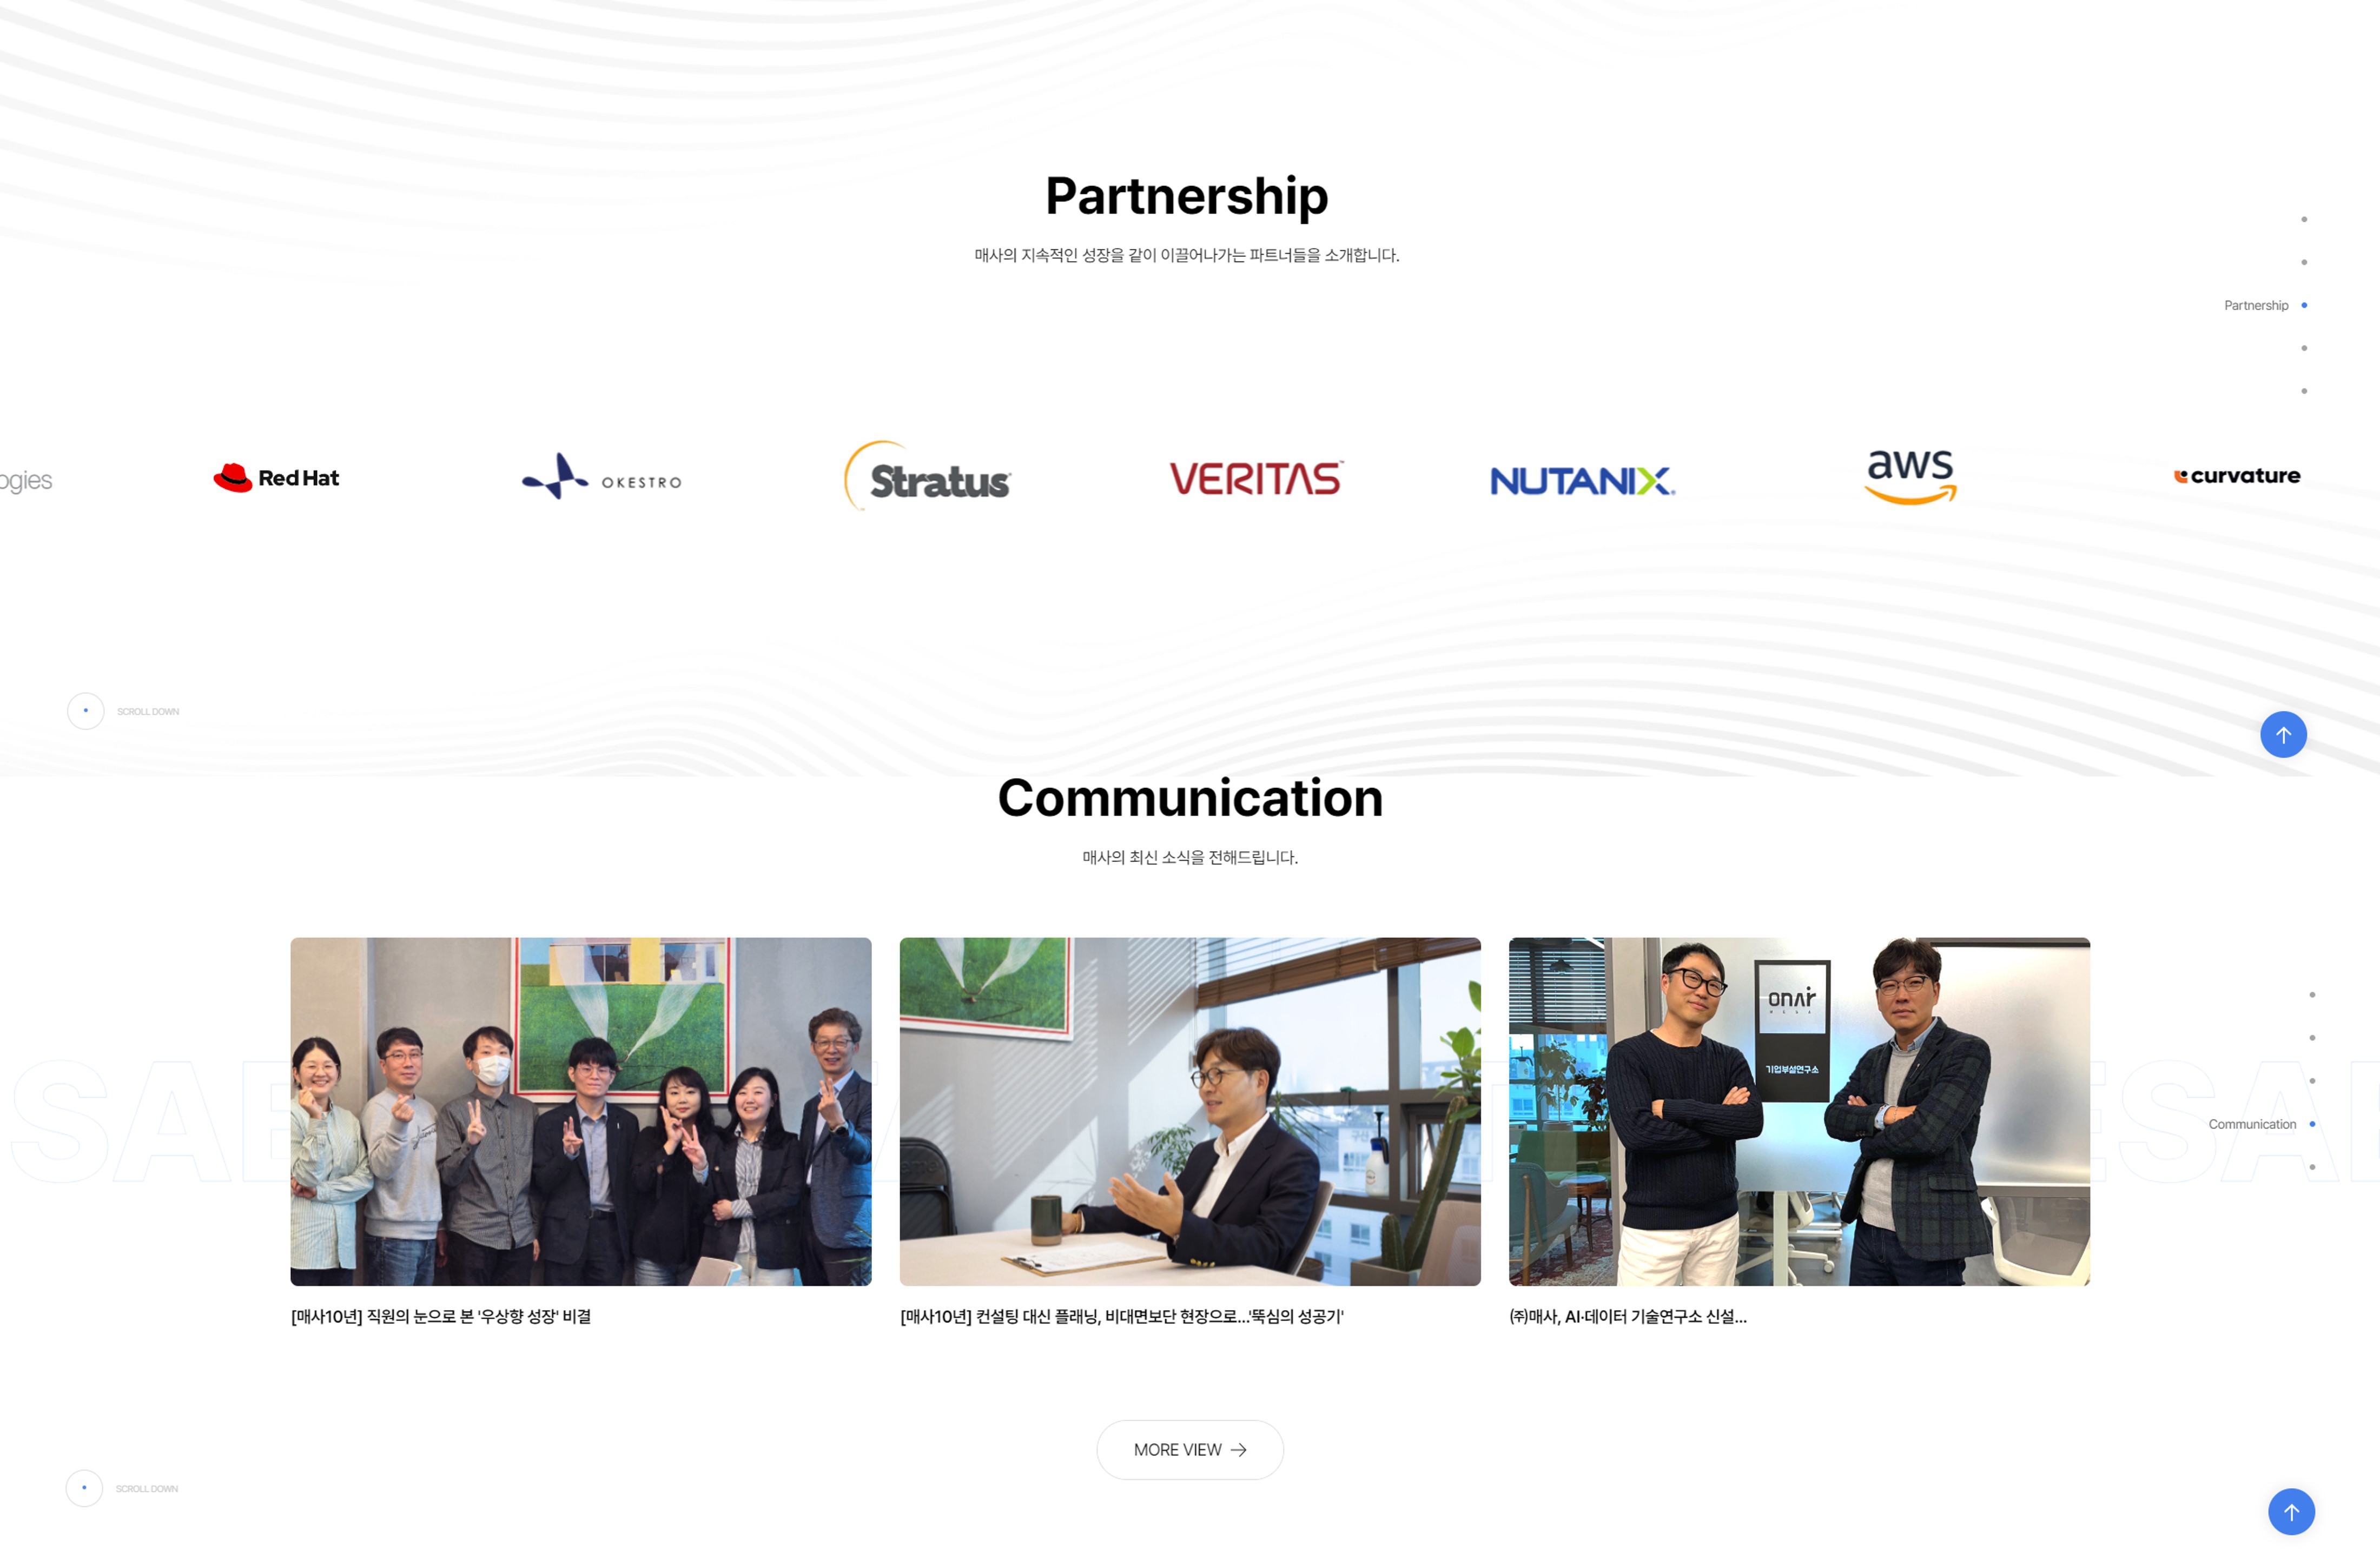 Partnership
매사의 지속적인 성장을 같이 이끌어나가는 파트너들을 소개합니다.
Partnership
ogies
Red Hat
OKESTRO
Stratus
VERITAS
NUTANIX
aws
curvature
SCROLL DOWN
Communication
매사의 최신 소식을 전해드립니다.
onair
기업부설연구소
SAE
ESAE
Communication
[매사10년] 직원의 눈으로 본 '우상향 성장' 비결
[매사10년] 컨설팅 대신 플래닝, 비대면보단 현장으로...'뚝심의 성공기'
㈜매사, AI·데이터 기술연구소 신설...
MORE VIEW
SCROLL DOWN